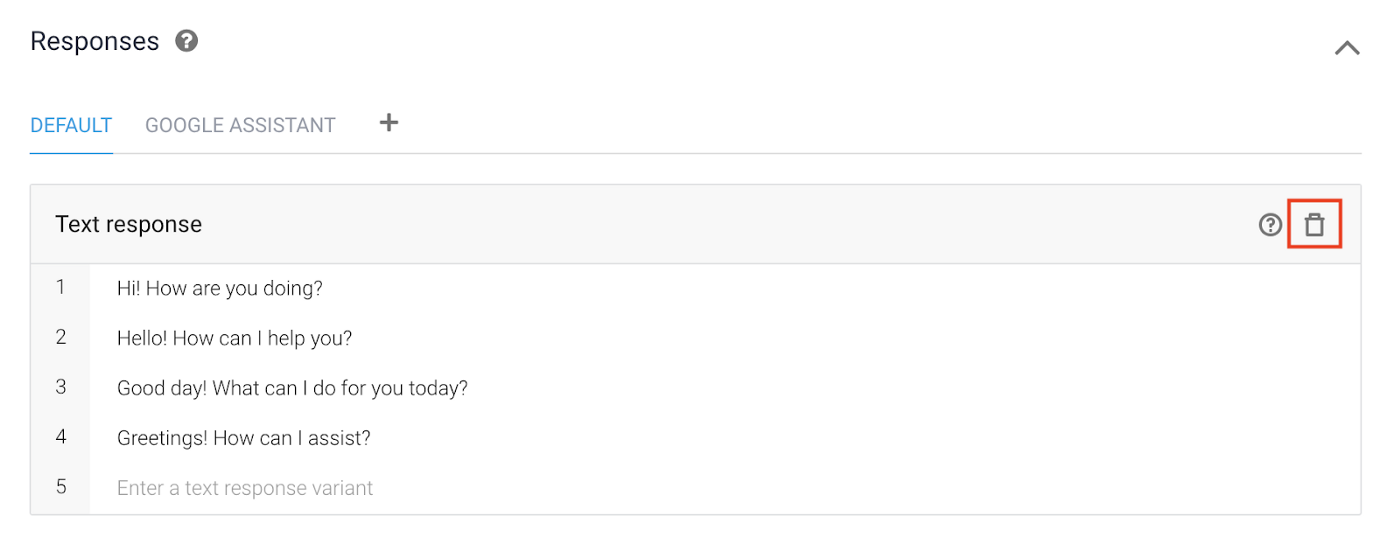 Responses ?
DEFAULT GOOGLE ASSISTANT +
Text response ?
1 Hi! How are you doing?
2 Hello! How can I help you?
3 Good day! What can I do for you today?
4 Greetings! How can I assist?
5 Enter a text response variant